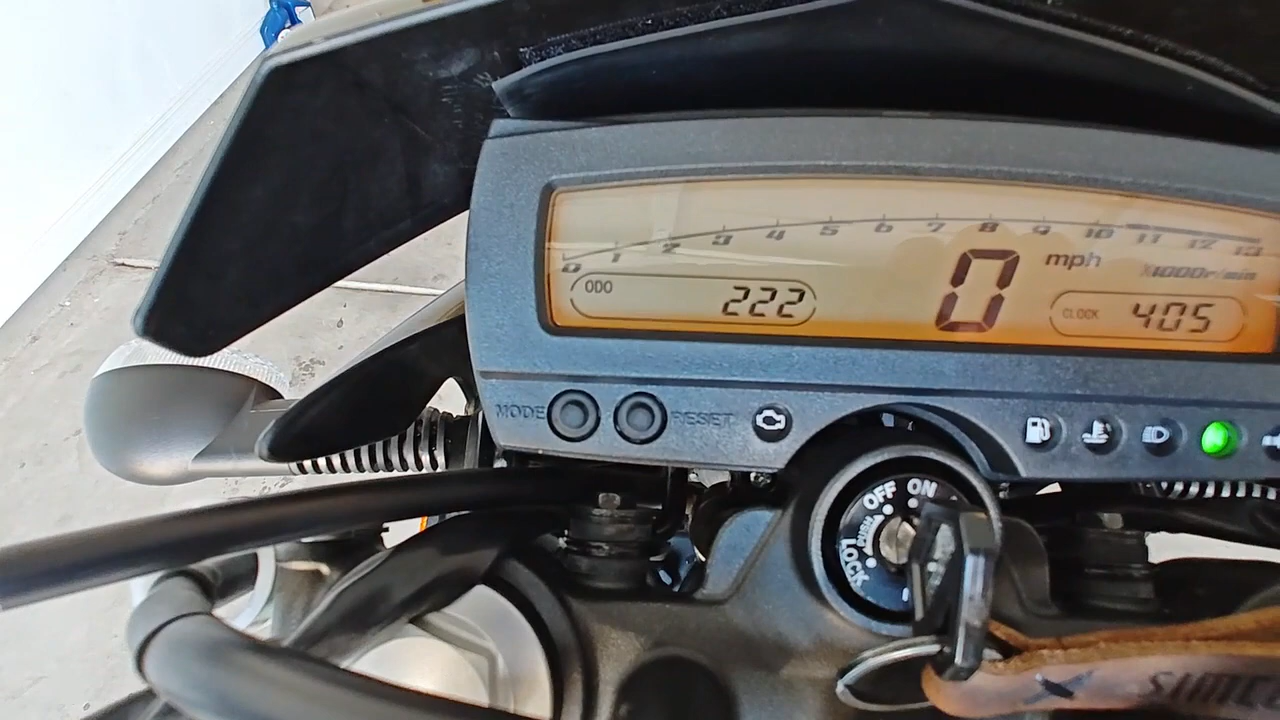 0 1 2 3 4 5 6 7 8 9 10 11 12 13
mph
X1000r/min
ODO 222
0
CLOCK 405
MODE
RESET
OFF
ON
PUSH
LOCK